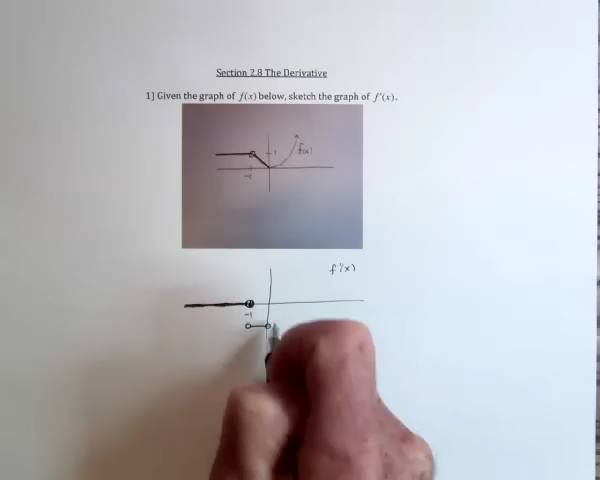 Section 2.8 The Derivative
1] Given the graph of f(x) below, sketch the graph of f'(x).
1
f(x)
-1
f'(x)
-1